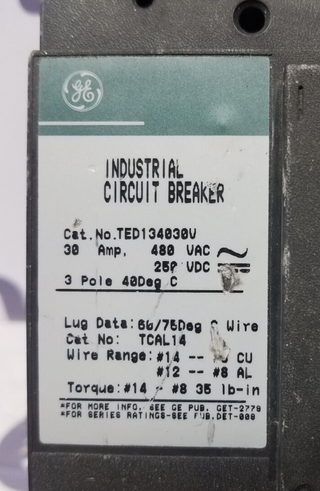 GE
INDUSTRIAL
CIRCUIT BREAKER
Cat.No.TED134030V
30 Amp. 480 VAC
250 VDC
3 Pole 40Deg C
Lug Data: 60/75Deg C Wire
Cat No: TCAL14
Wire Range: #14 -- CU
#12 -- #8 AL
Torque: #14 - #8 35 lb-in
*FOR MORE INFO. SEE GE PUB. GET-2779
*FOR SERIES RATINGS-SEE PUB.DET-008